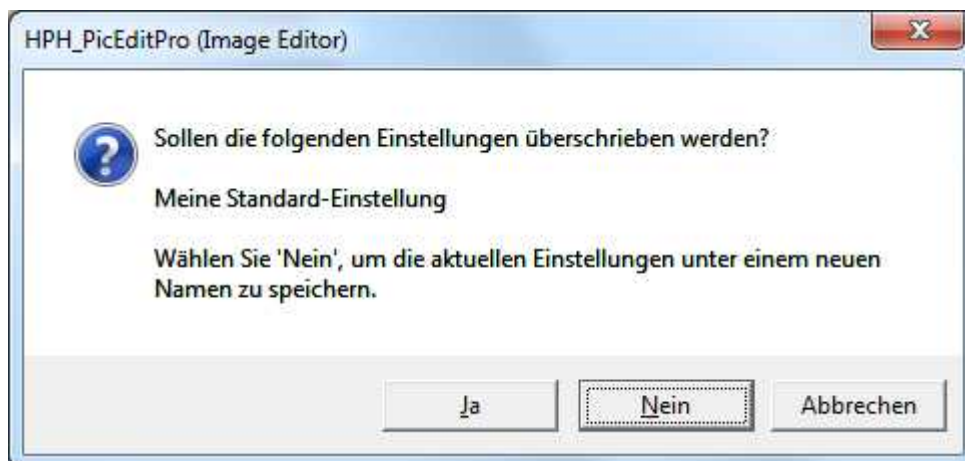 HPH_PicEditPro (Image Editor)
Sollen die folgenden Einstellungen überschrieben werden?
Meine Standard-Einstellung
Wählen Sie 'Nein', um die aktuellen Einstellungen unter einem neuen
Namen zu speichern.
Ja Nein Abbrechen